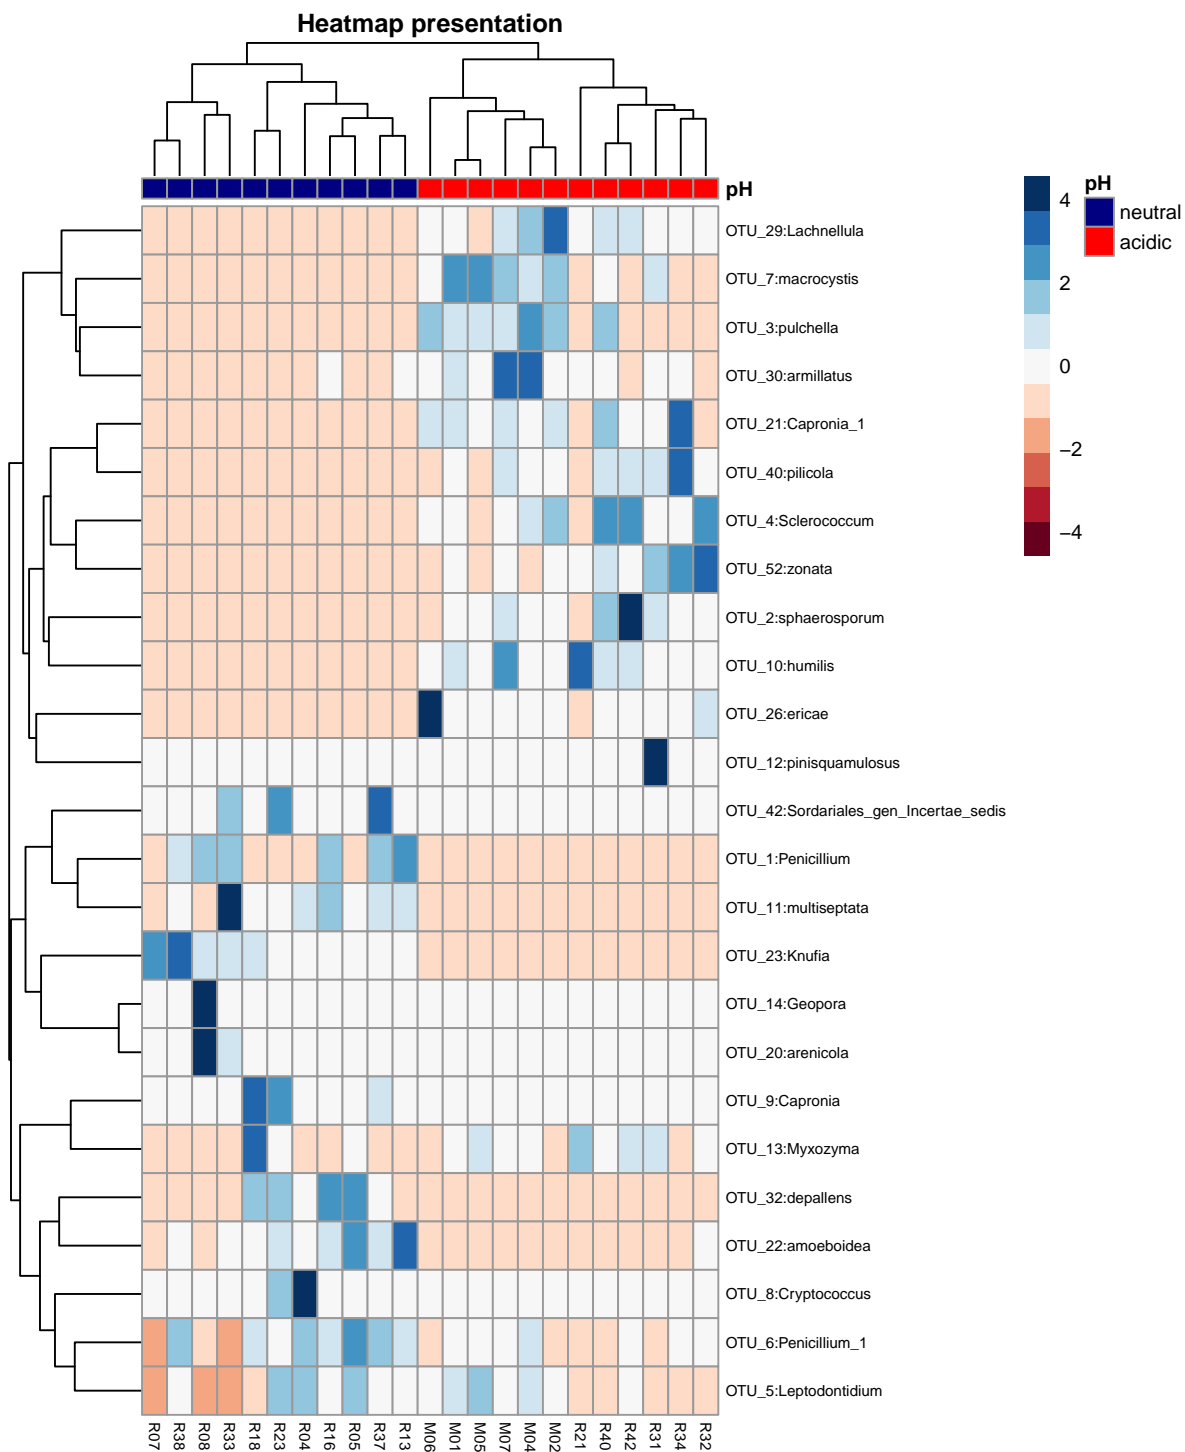 Heatmap presentation
pH
OTU_29:Lachnellula
OTU_7:macrocystis
OTU_3:pulchella
OTU_30:armillatus
OTU_21:Capronia_1
OTU_40:pilicola
OTU_4:Sclerococcum
OTU_52:zonata
OTU_2:sphaerosporum
OTU_10:humilis
OTU_26:ericae
OTU_12:pinisquamulosus
OTU_42:Sordariales_gen_Incertae_sedis
OTU_1:Penicillium
OTU_11:multiseptata
OTU_23:Knufia
OTU_14:Geopora
OTU_20:arenicola
OTU_9:Capronia
OTU_13:Myxozyma
OTU_32:depallens
OTU_22:amoeboidea
OTU_8:Cryptococcus
OTU_6:Penicillium_1
OTU_5:Leptodontidium
R07 R38 R08 R33 R18 R23 R04 R16 R05 R37 R13 M06 M01 M05 M07 M04 M02 R21 R40 R42 R31 R34 R32
4
2
0
−2
−4
pH
neutral
acidic